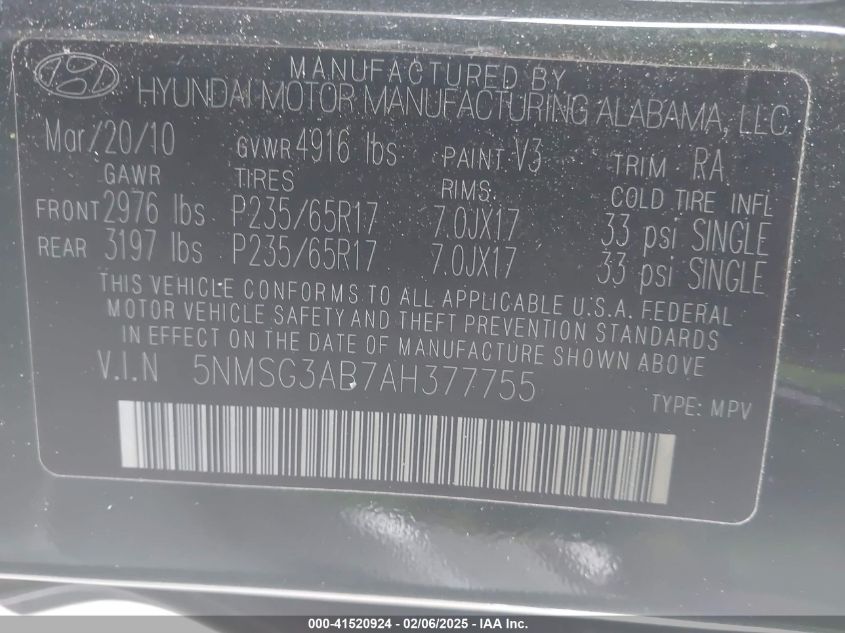 MANUFACTURED BY
HYUNDAI MOTOR MANUFACTURING ALABAMA, LLC
Mar/20/10 GVWR 4916 lbs PAINT V3 TRIM RA
GAWR TIRES RIMS. COLD TIRE INFL
FRONT 2976 lbs P235/65R17 7.0JX17 33 psi SINGLE
REAR 3197 lbs P235/65R17 7.0JX17 33 psi SINGLE
THIS VEHICLE CONFORMS TO ALL APPLICABLE U.S.A. FEDERAL
MOTOR VEHICLE SAFETY AND THEFT PREVENTION STANDARDS
IN EFFECT ON THE DATE OF MANUFACTURE SHOWN ABOVE
V.I.N 5NMSG3AB7AH377755
TYPE: MPV
000-41520924 - 02/06/2025 - IAA Inc.